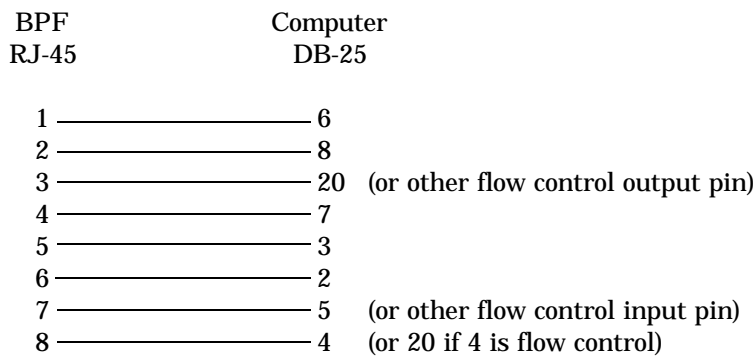 BPF Computer
RJ-45 DB-25
1 6
2 8
3 20 (or other flow control output pin)
4 7
5 3
6 2
7 5 (or other flow control input pin)
8 4 (or 20 if 4 is flow control)